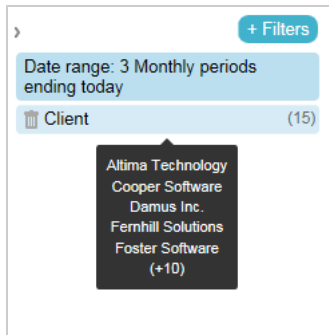 + Filters
Date range: 3 Monthly periods
ending today
Client (15)
Altima Technology
Cooper Software
Damus Inc.
Fernhill Solutions
Foster Software
(+10)